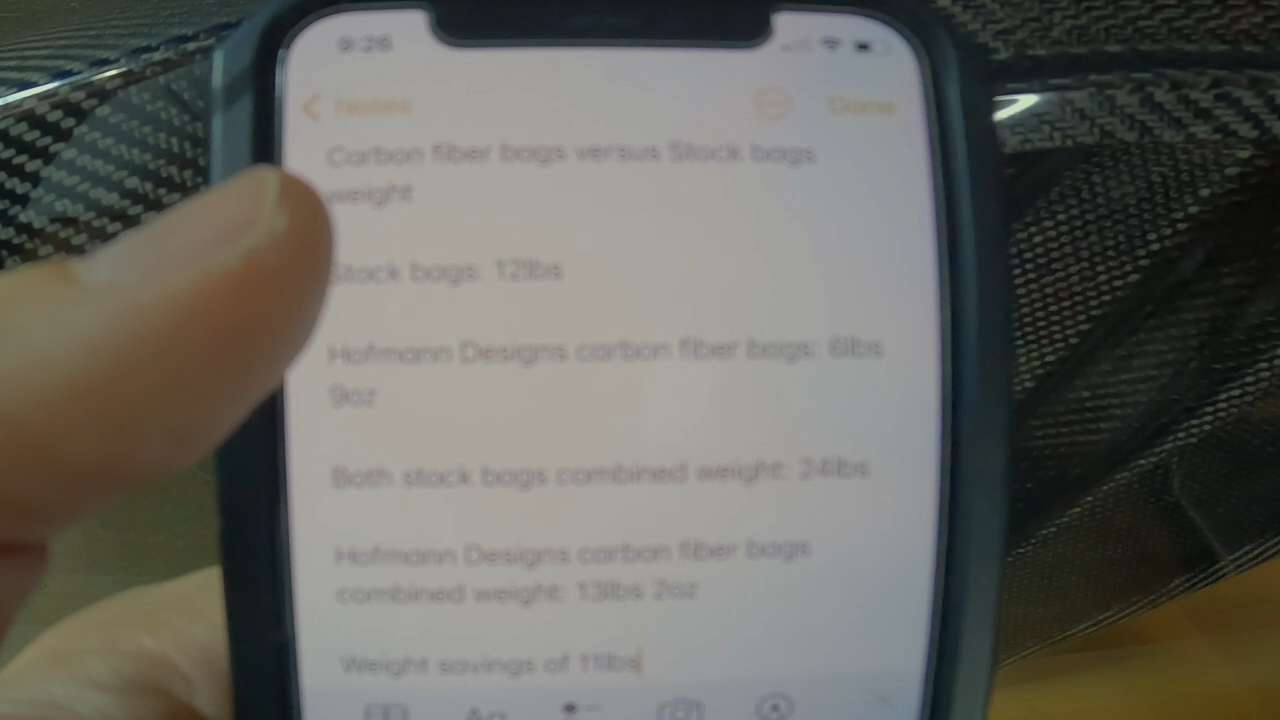 9:26
Notes
Done
Carbon fiber bags versus Stock bags
weight
Stock bags: 12lbs
Hofmann Designs carbon fiber bags: 6lbs
9oz
Both stock bags combined weight: 24lbs
Hofmann Designs carbon fiber bags
combined weight: 13lbs 2oz
Weight savings of 11lbs
Aa